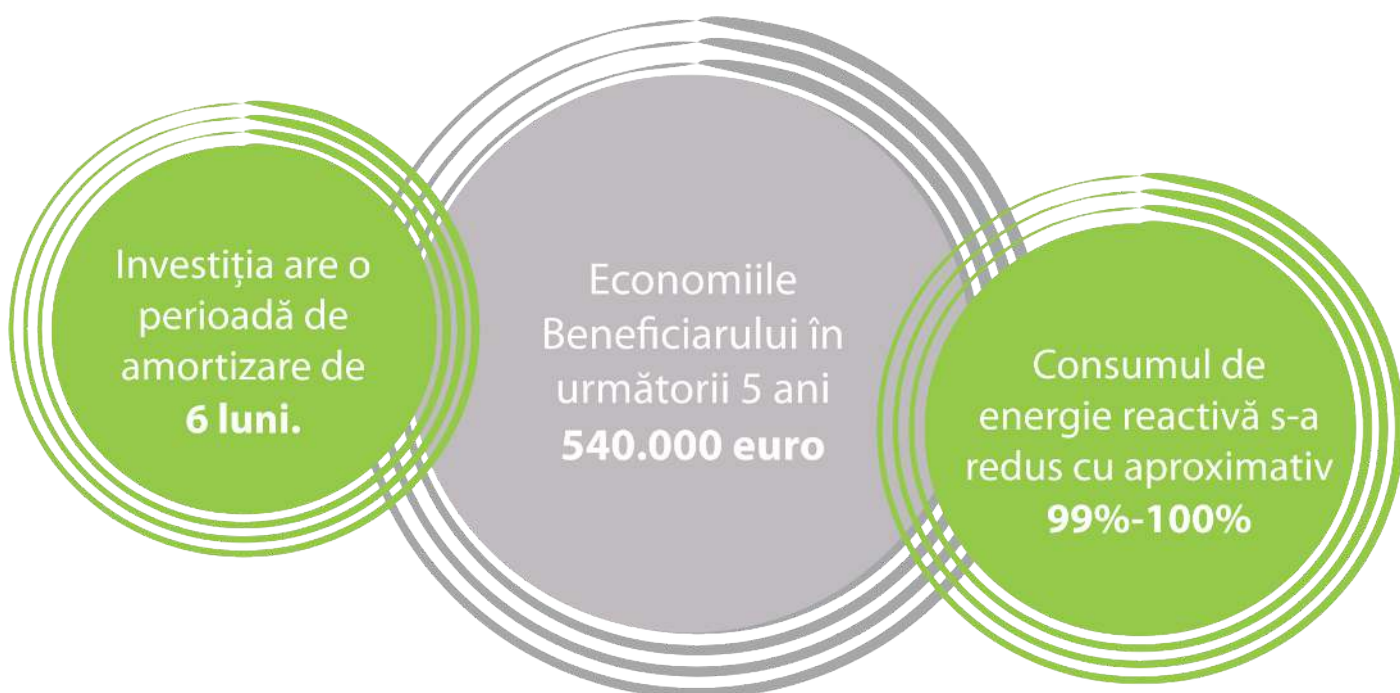 Investiția are o
perioadă de
amortizare de
6 luni.
Economiile
Beneficiarului în
următorii 5 ani
540.000 euro
Consumul de
energie reactivă s-a
redus cu aproximativ
99%-100%